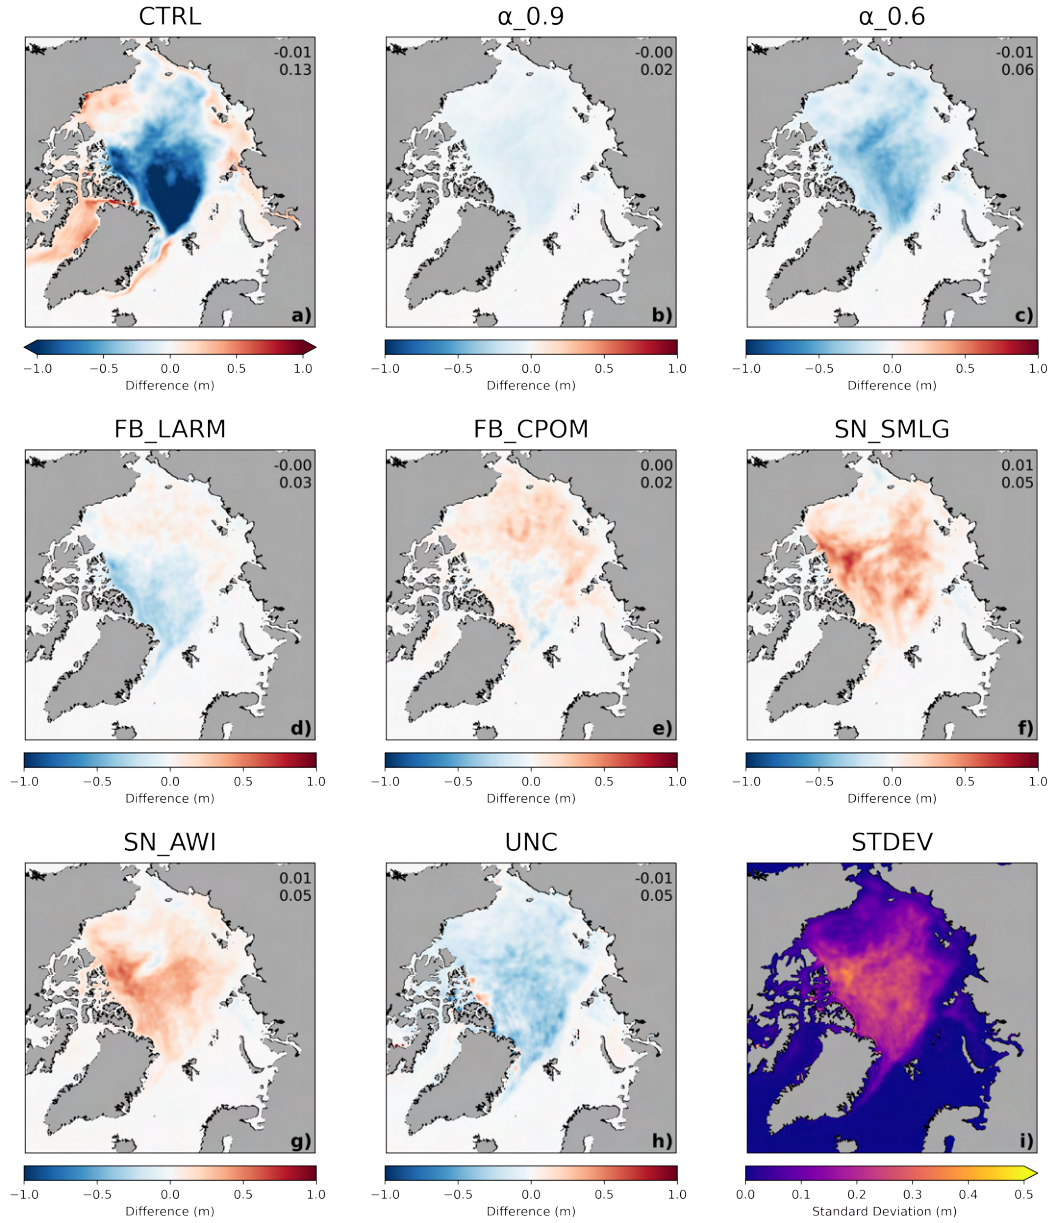 CTRL
α_0.9
α_0.6
-0.01
0.13
-0.00
0.02
-0.01
0.06
a)
b)
c)
−1.0 −0.5 0.0 0.5 1.0
−1.0 −0.5 0.0 0.5 1.0
−1.0 −0.5 0.0 0.5 1.0
Difference (m)
Difference (m)
Difference (m)
FB_LARM
FB_CPOM
SN_SMLG
-0.00
0.03
0.00
0.02
0.01
0.05
d)
e)
f)
−1.0 −0.5 0.0 0.5 1.0
−1.0 −0.5 0.0 0.5 1.0
−1.0 −0.5 0.0 0.5 1.0
Difference (m)
Difference (m)
Difference (m)
SN_AWI
UNC
STDEV
0.01
0.05
-0.01
0.05
g)
h)
i)
−1.0 −0.5 0.0 0.5 1.0
−1.0 −0.5 0.0 0.5 1.0
0.0 0.1 0.2 0.3 0.4 0.5
Difference (m)
Difference (m)
Standard Deviation (m)